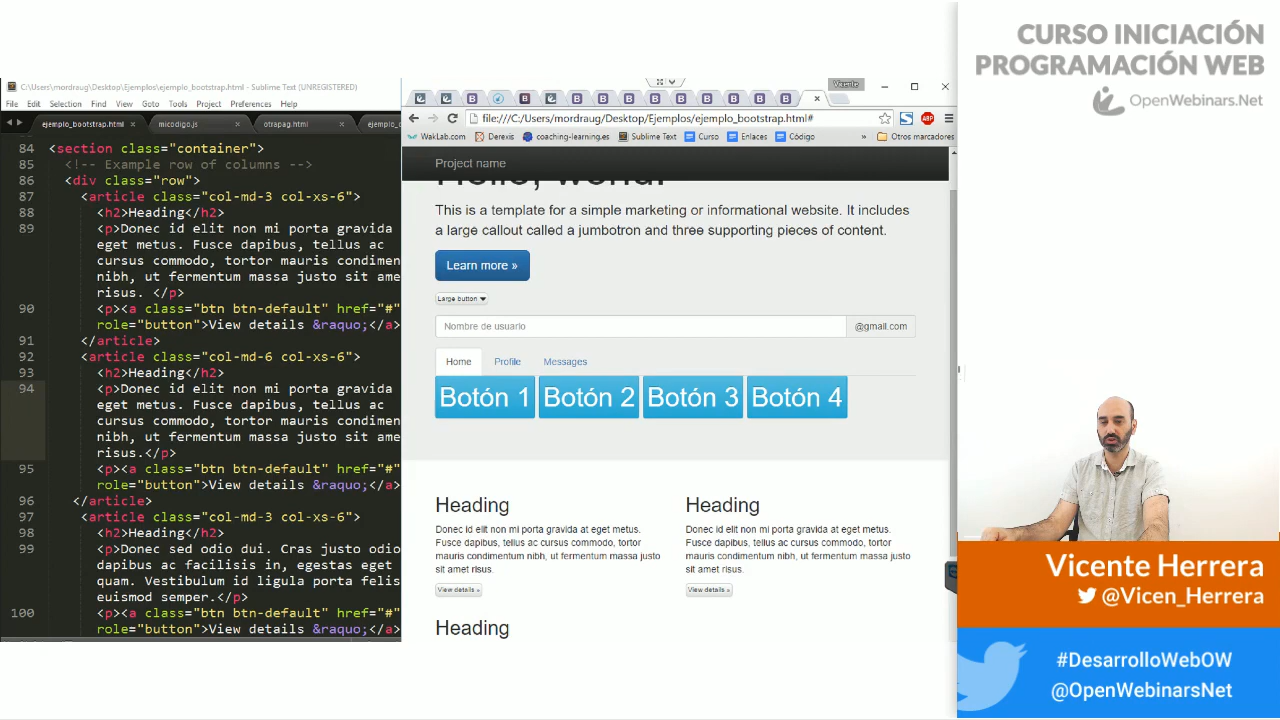 CURSO INICIACIÓN
PROGRAMACIÓN WEB
OpenWebinars.Net
C:\Users\mordraug\Desktop\Ejemplos\ejemplo_bootstrap.html - Sublime Text (UNREGISTERED)
File Edit Selection Find View Goto Tools Project Preferences Help
ejemplo_bootstrap.html × micodigo.js × otrapag.html × ejemplo_c
84 <section class="container">
85 <!-- Example row of columns -->
86 <div class="row">
87 <article class="col-md-3 col-xs-6">
88 <h2>Heading</h2>
89 <p>Donec id elit non mi porta gravida
eget metus. Fusce dapibus, tellus ac
cursus commodo, tortor mauris condimen
nibh, ut fermentum massa justo sit ame
risus. </p>
90 <p><a class="btn btn-default" href="#"
role="button">View details &raquo;</a>
91 </article>
92 <article class="col-md-6 col-xs-6">
93 <h2>Heading</h2>
94 <p>Donec id elit non mi porta gravida
eget metus. Fusce dapibus, tellus ac
cursus commodo, tortor mauris condimen
nibh, ut fermentum massa justo sit ame
risus.</p>
95 <p><a class="btn btn-default" href="#"
role="button">View details &raquo;</a>
96 </article>
97 <article class="col-md-3 col-xs-6">
98 <h2>Heading</h2>
99 <p>Donec sed odio dui. Cras justo odio
dapibus ac facilisis in, egestas eget
quam. Vestibulum id ligula porta felis
euismod semper.</p>
100 <p><a class="btn btn-default" href="#"
role="button">View details &raquo;</a>
Vicente
file:///C:/Users/mordraug/Desktop/Ejemplos/ejemplo_bootstrap.html#
ABP
WakLab.com Derexis coaching-learning.es Sublime Text Curso Enlaces Código » Otros marcadores
Project name
Hello, world!
This is a template for a simple marketing or informational website. It includes
a large callout called a jumbotron and three supporting pieces of content.
Learn more »
Large button
Nombre de usuario @gmail.com
Home Profile Messages
Botón 1 Botón 2 Botón 3 Botón 4
Heading
Donec id elit non mi porta gravida at eget metus.
Fusce dapibus, tellus ac cursus commodo, tortor
mauris condimentum nibh, ut fermentum massa justo
sit amet risus.
View details »
Heading
Donec id elit non mi porta gravida at eget metus.
Fusce dapibus, tellus ac cursus commodo, tortor
mauris condimentum nibh, ut fermentum massa justo
sit amet risus.
View details »
Heading
Vicente Herrera
@Vicen_Herrera
#DesarrolloWebOW
@OpenWebinarsNet